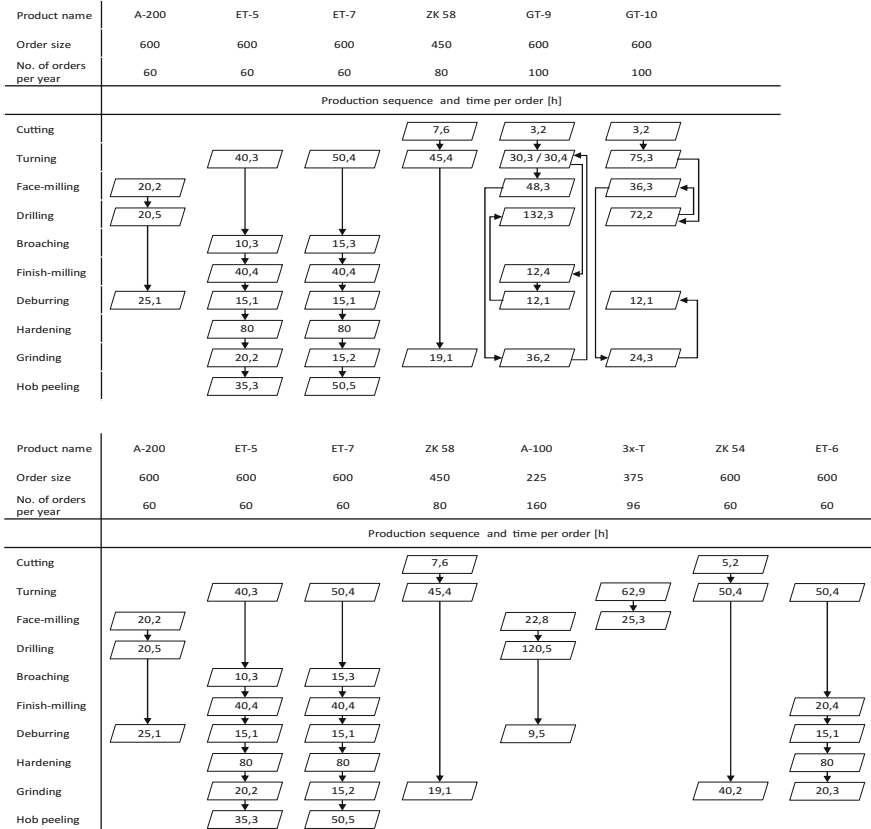 Product name A-200 ET-5 ET-7 ZK 58 GT-9 GT-10
Order size 600 600 600 450 600 600
No. of orders
per year 60 60 60 80 100 100
Production sequence and time per order [h]
Cutting 7,6 3,2 3,2
Turning 40,3 50,4 45,4 30,3 / 30,4 75,3
Face-milling 20,2 48,3 36,3
Drilling 20,5 132,3 72,2
Broaching 10,3 15,3
Finish-milling 40,4 40,4 12,4
Deburring 25,1 15,1 15,1 12,1 12,1
Hardening 80 80
Grinding 20,2 15,2 19,1 36,2 24,3
Hob peeling 35,3 50,5
Product name A-200 ET-5 ET-7 ZK 58 A-100 3x-T ZK 54 ET-6
Order size 600 600 600 450 225 375 600 600
No. of orders
per year 60 60 60 80 160 96 60 60
Production sequence and time per order [h]
Cutting 7,6 5,2
Turning 40,3 50,4 45,4 62,9 50,4 50,4
Face-milling 20,2 22,8 25,3
Drilling 20,5 120,5
Broaching 10,3 15,3
Finish-milling 40,4 40,4 20,4
Deburring 25,1 15,1 15,1 9,5 15,1
Hardening 80 80 80
Grinding 20,2 15,2 19,1 40,2 20,3
Hob peeling 35,3 50,5